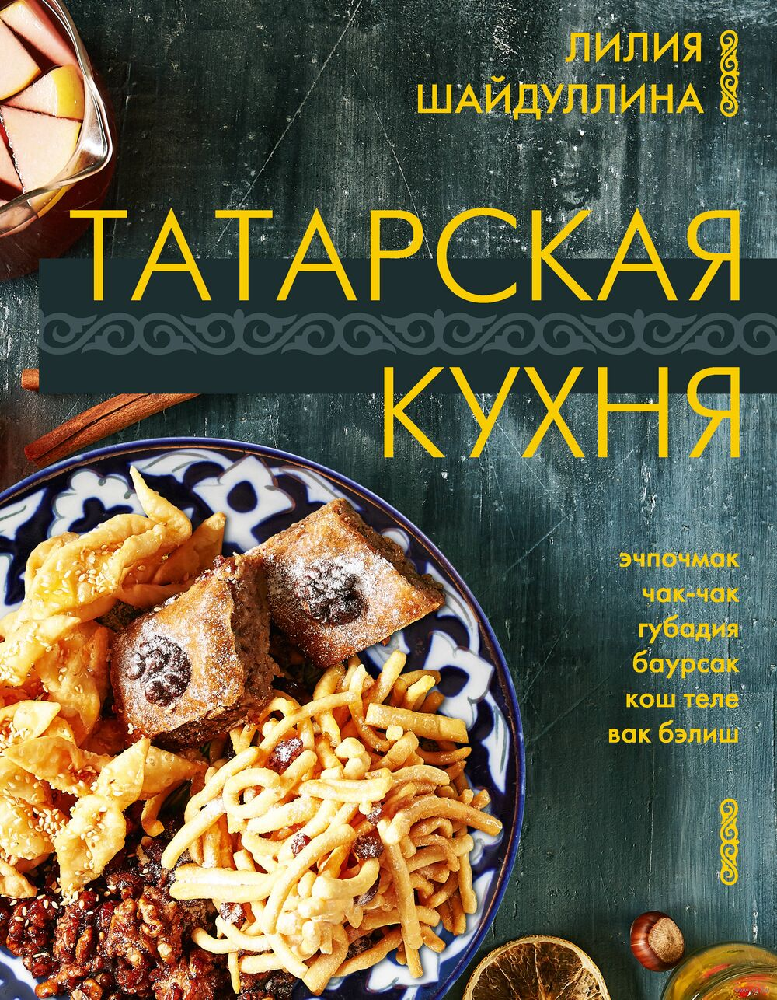 ЛИЛИЯ
ШАЙДУЛЛИНА
ТАТАРСКАЯ
КУХНЯ
эчпочмак
чак-чак
губадия
баурсак
кош теле
вак бэлиш